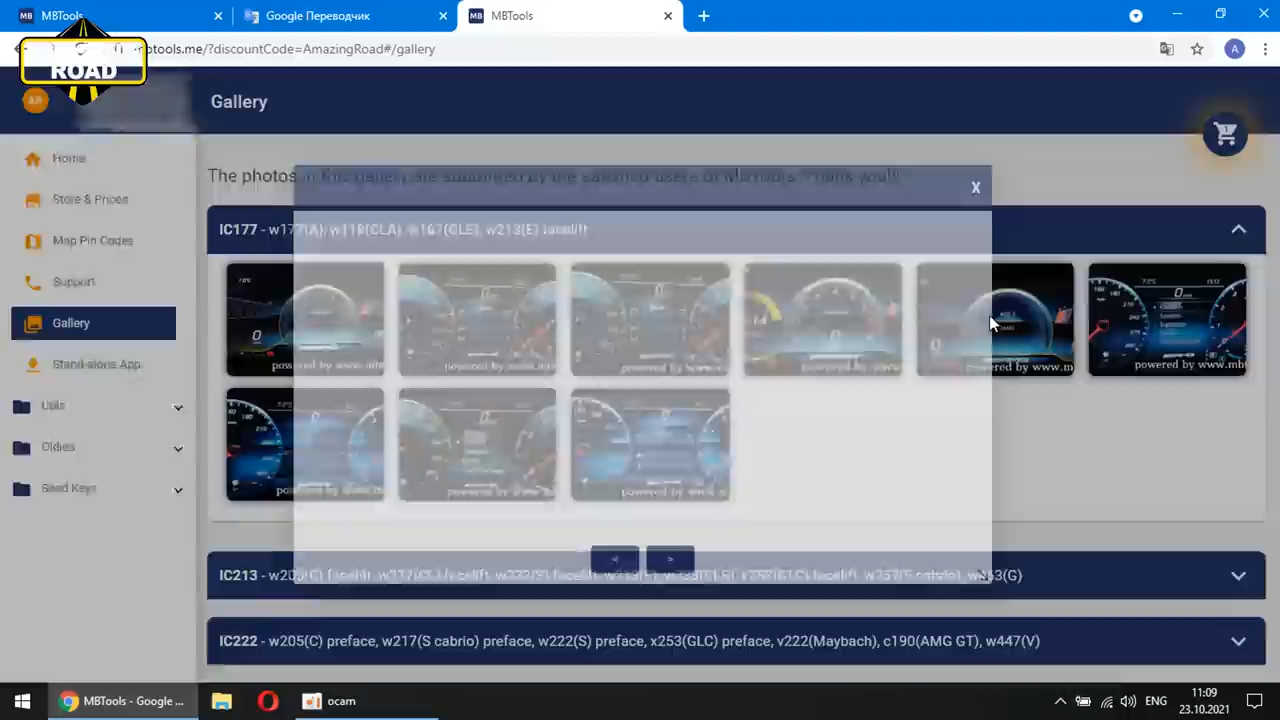 MBTools
Google Переводчик
MBTools
otools.me/?discountCode=AmazingRoad#/gallery
ROAD
A
Gallery
Home
Store & Prices
Map Pin Codes
Support
Gallery
Stand-alone App.
Utils
Oldies
Seed Keys
The photos in this gallery are submitted by the satisfied users of MBTools. Thank you!!!
X
IC177 - w177(A), w118(CLA), w167(GLE), w213(E) facelift
powered by www.m
powered by www.mb
< >
IC213 -
IC222 - w205(C) preface, w217(S cabrio) preface, w222(S) preface, x253(GLC) preface, v222(Maybach), c190(AMG GT), w447(V)
MBTools - Google ...
ocam
ENG
11:09
23.10.2021